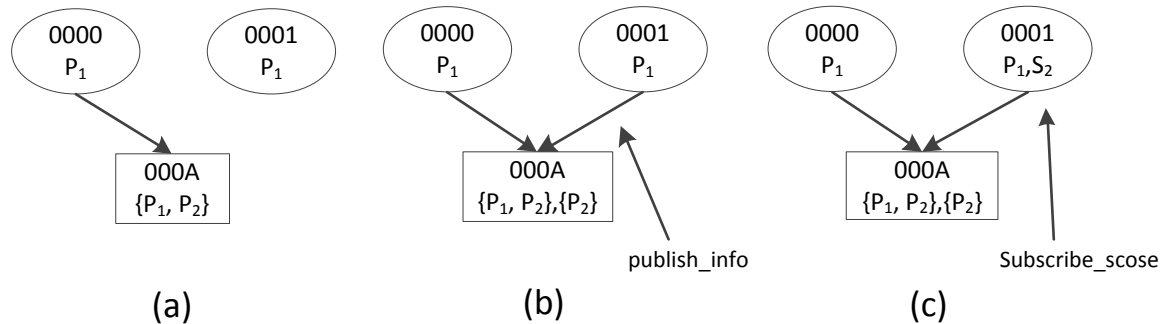 0000
P₁
0001
P₁
000A
{P₁, P₂}
(a)
0000
P₁
0001
P₁
000A
{P₁, P₂},{P₂}
publish_info
(b)
0000
P₁
0001
P₁,S₂
000A
{P₁, P₂},{P₂}
Subscribe_scose
(c)